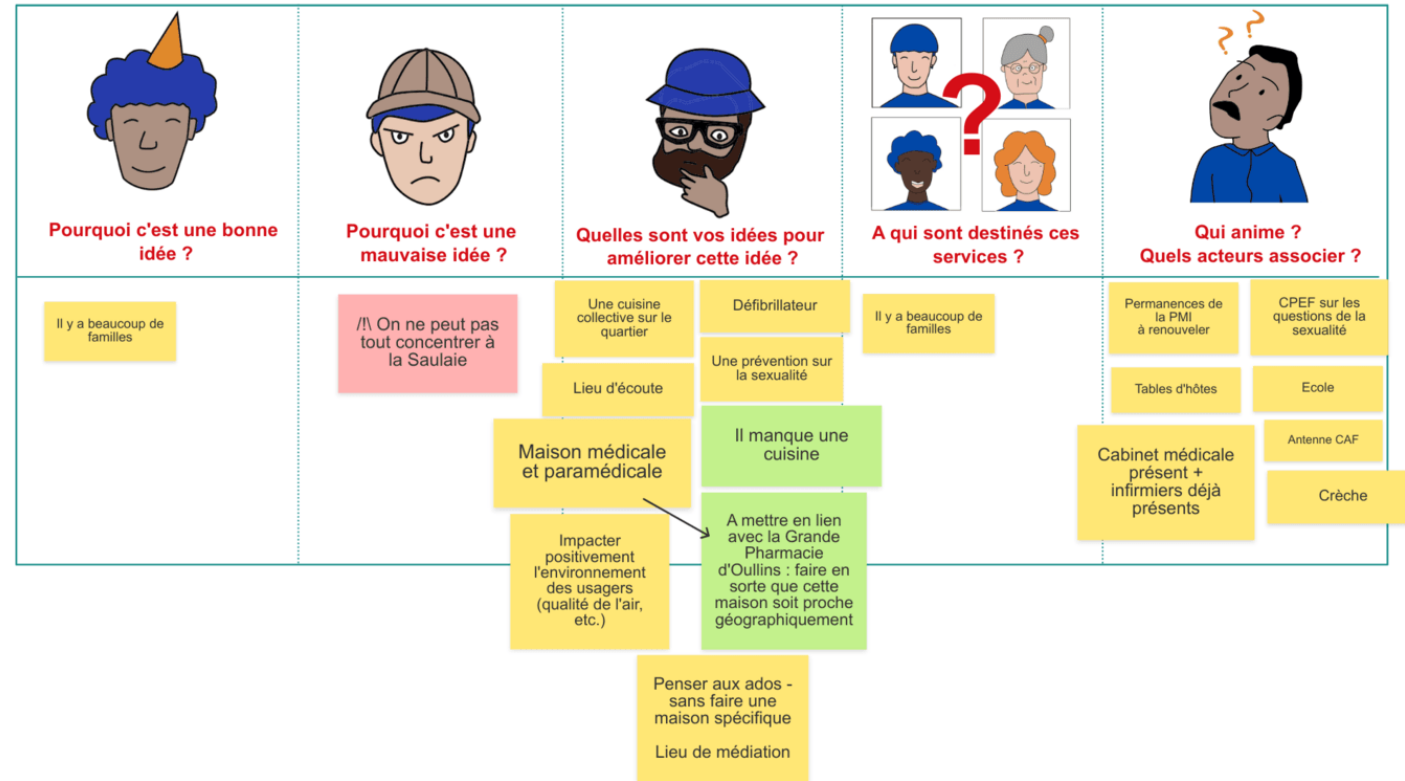 Pourquoi c'est une bonne
idée ?
Pourquoi c'est une
mauvaise idée ?
Quelles sont vos idées pour
améliorer cette idée ?
A qui sont destinés ces
services ?
Qui anime ?
Quels acteurs associer ?
?
? ?
Il y a beaucoup de
familles
/!\ On ne peut pas
tout concentrer à
la Saulaie
Une cuisine
collective sur le
quartier
Défibrillateur
Lieu d'écoute
Une prévention sur
la sexualité
Maison médicale
et paramédicale
Il manque une
cuisine
Impacter
positivement
l'environnement
des usagers
(qualité de l'air,
etc.)
A mettre en lien
avec la Grande
Pharmacie
d'Oullins : faire en
sorte que cette
maison soit proche
géographiquement
Penser aux ados -
sans faire une
maison spécifique
Lieu de médiation
Il y a beaucoup de
familles
Permanences de
la PMI
à renouveler
CPEF sur les
questions de la
sexualité
Tables d'hôtes
Ecole
Cabinet médicale
présent +
infirmiers déjà
présents
Antenne CAF
Crèche